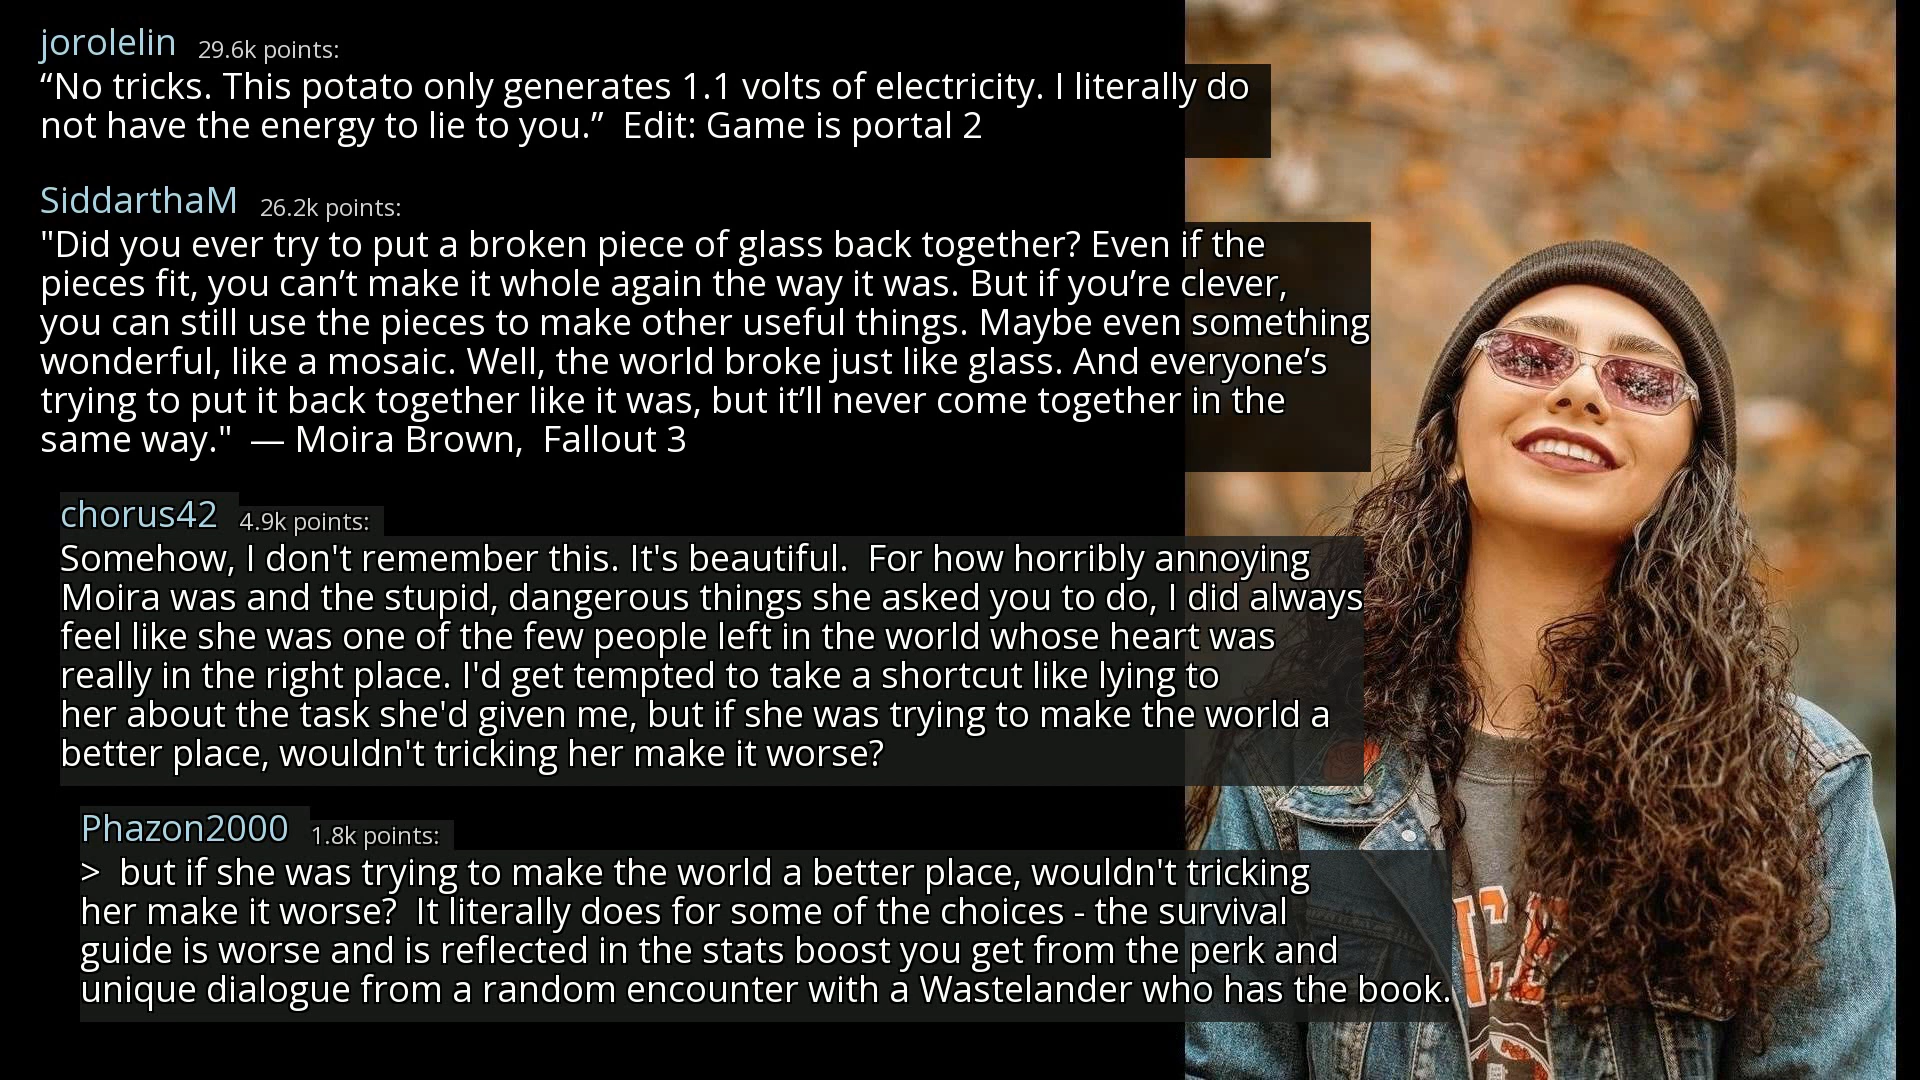 jorolelin 29.6k points:
“No tricks. This potato only generates 1.1 volts of electricity. I literally do
not have the energy to lie to you.”  Edit: Game is portal 2
SiddarthaM 26.2k points:
"Did you ever try to put a broken piece of glass back together? Even if the
pieces fit, you can’t make it whole again the way it was. But if you’re clever,
you can still use the pieces to make other useful things. Maybe even something
wonderful, like a mosaic. Well, the world broke just like glass. And everyone’s
trying to put it back together like it was, but it’ll never come together in the
same way."  — Moira Brown,  Fallout 3
chorus42 4.9k points:
Somehow, I don't remember this. It's beautiful.  For how horribly annoying
Moira was and the stupid, dangerous things she asked you to do, I did always
feel like she was one of the few people left in the world whose heart was
really in the right place. I'd get tempted to take a shortcut like lying to
her about the task she'd given me, but if she was trying to make the world a
better place, wouldn't tricking her make it worse?
Phazon2000 1.8k points:
>  but if she was trying to make the world a better place, wouldn't tricking
her make it worse?  It literally does for some of the choices - the survival
guide is worse and is reflected in the stats boost you get from the perk and
unique dialogue from a random encounter with a Wastelander who has the book.